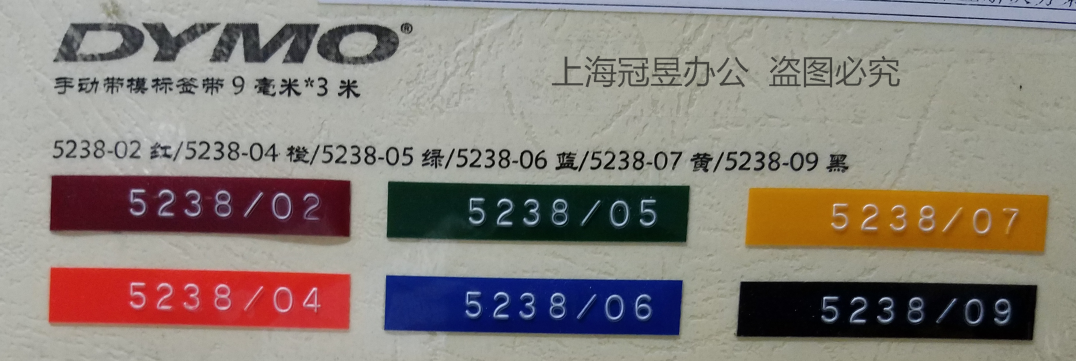 DYMO®
上海冠昱办公 盗图必究
手动带模标签带 9 毫米*3 米
5238-02 红/5238-04 橙/5238-05 绿/5238-06 蓝/5238-07 黄/5238-09 黑
5238/02 5238/05 5238/07
5238/04 5238/06 5238/09